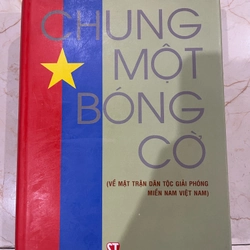 CHUNG
MỘT
BÓNG
CỜ
(VỀ MẶT TRẬN DÂN TỘC GIẢI PHÓNG
MIỀN NAM VIỆT NAM)